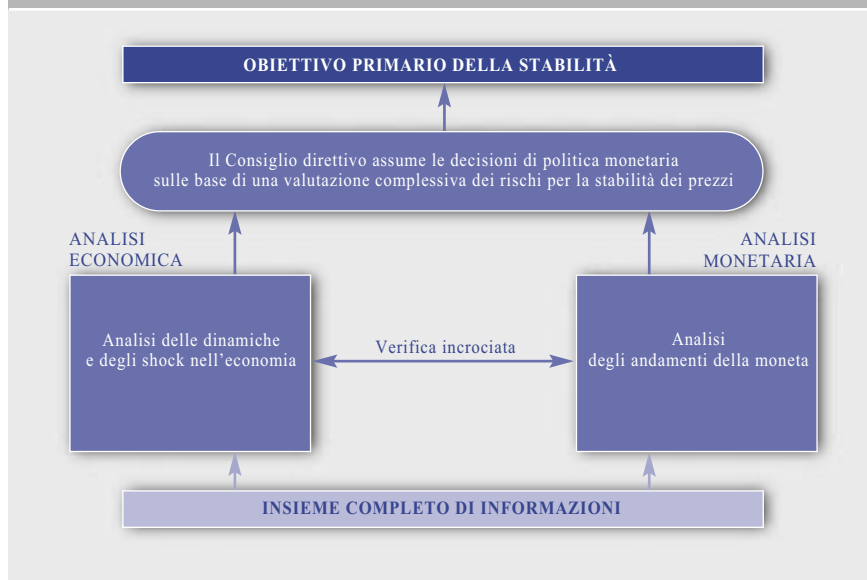 OBIETTIVO PRIMARIO DELLA STABILITÀ
Il Consiglio direttivo assume le decisioni di politica monetaria
sulle base di una valutazione complessiva dei rischi per la stabilità dei prezzi
ANALISI
ECONOMICA
ANALISI
MONETARIA
Analisi delle dinamiche
e degli shock nell’economia
Verifica incrociata
Analisi
degli andamenti della moneta
INSIEME COMPLETO DI INFORMAZIONI